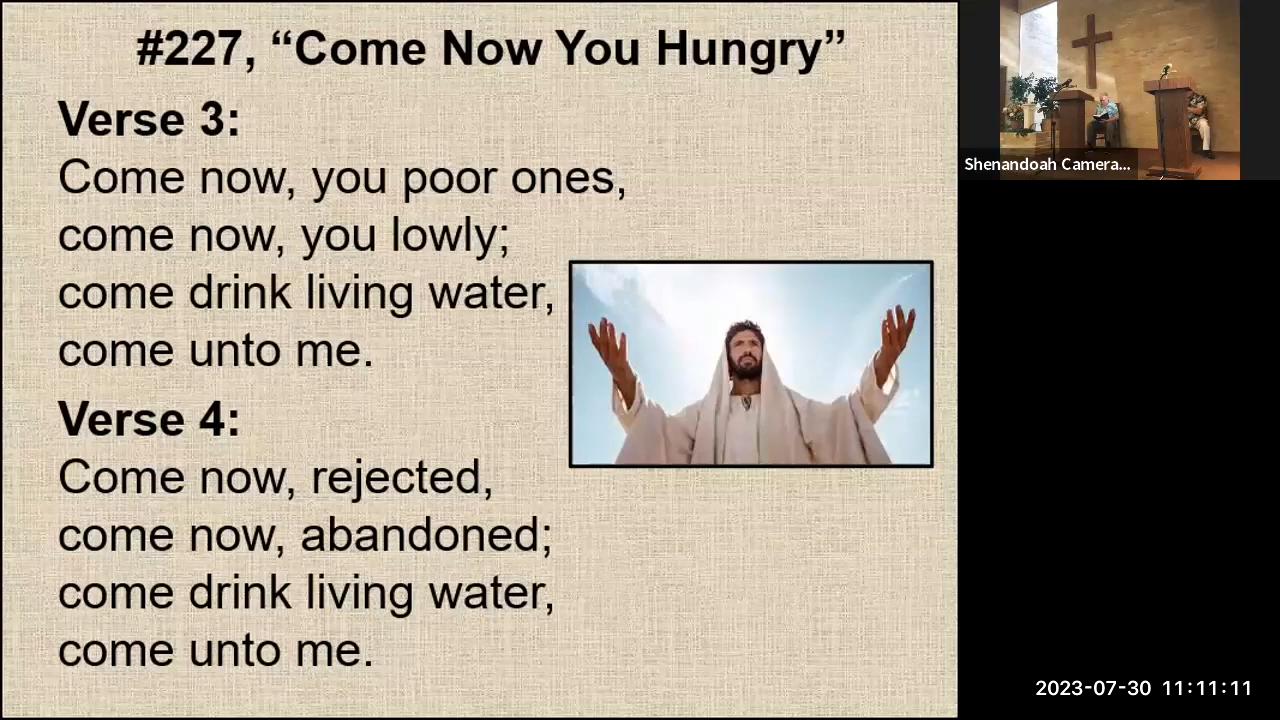 #227, “Come Now You Hungry”
Verse 3:
Come now, you poor ones,
come now, you lowly;
come drink living water,
come unto me.
Verse 4:
Come now, rejected,
come now, abandoned;
come drink living water,
come unto me.
Shenandoah Camera...
2023-07-30 11:11:11